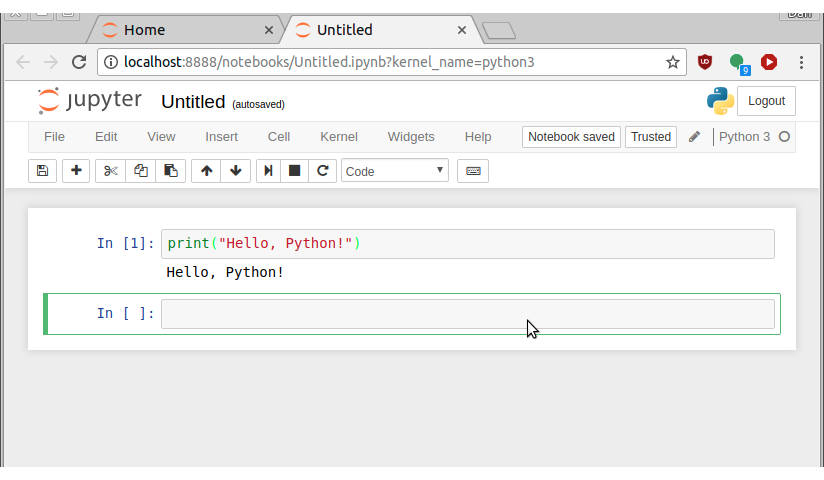 Dan
Home
Untitled
localhost:8888/notebooks/Untitled.ipynb?kernel_name=python3
9
jupyter Untitled (autosaved) Logout
File Edit View Insert Cell Kernel Widgets Help Notebook saved Trusted Python 3
Code
In [1]: print("Hello, Python!")
Hello, Python!
In [ ]: